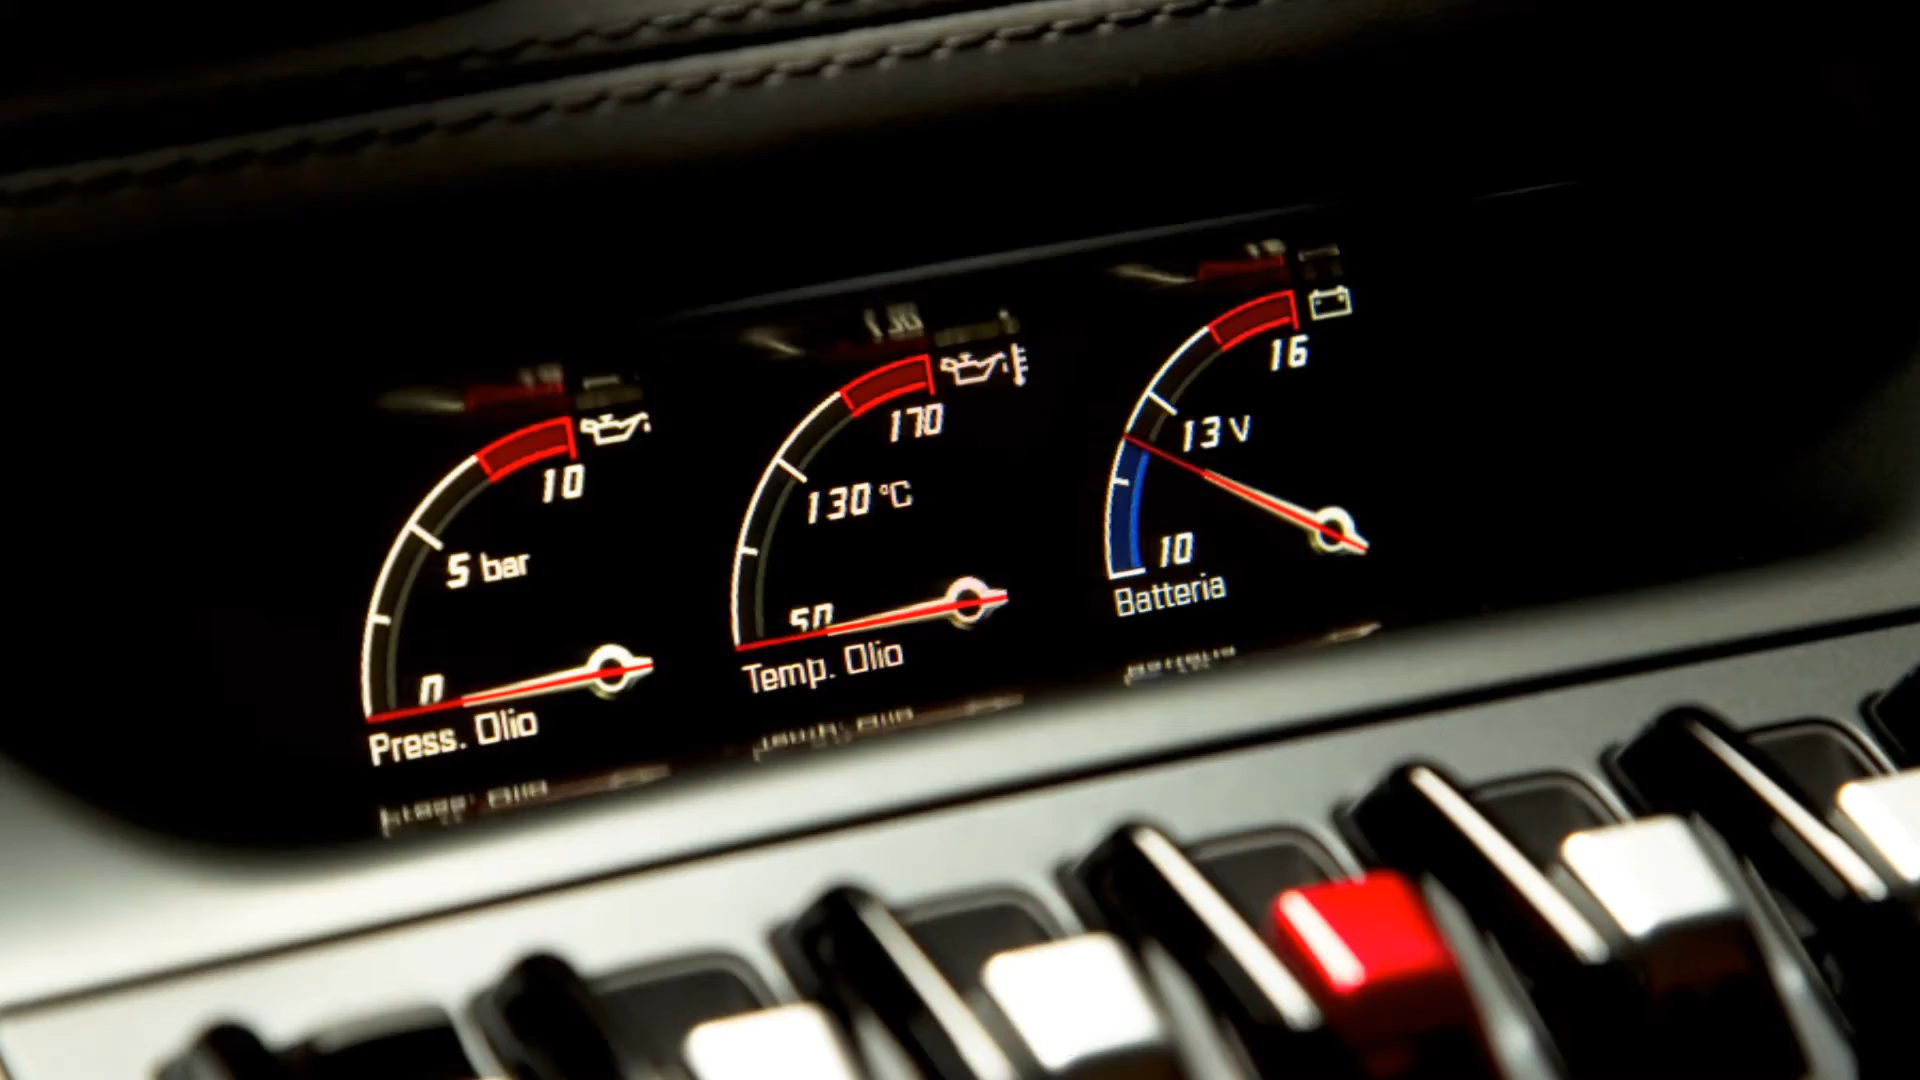 10
5 bar
0
Press. Olio
170
130 °C
50
Temp. Olio
16
13 V
10
Batteria